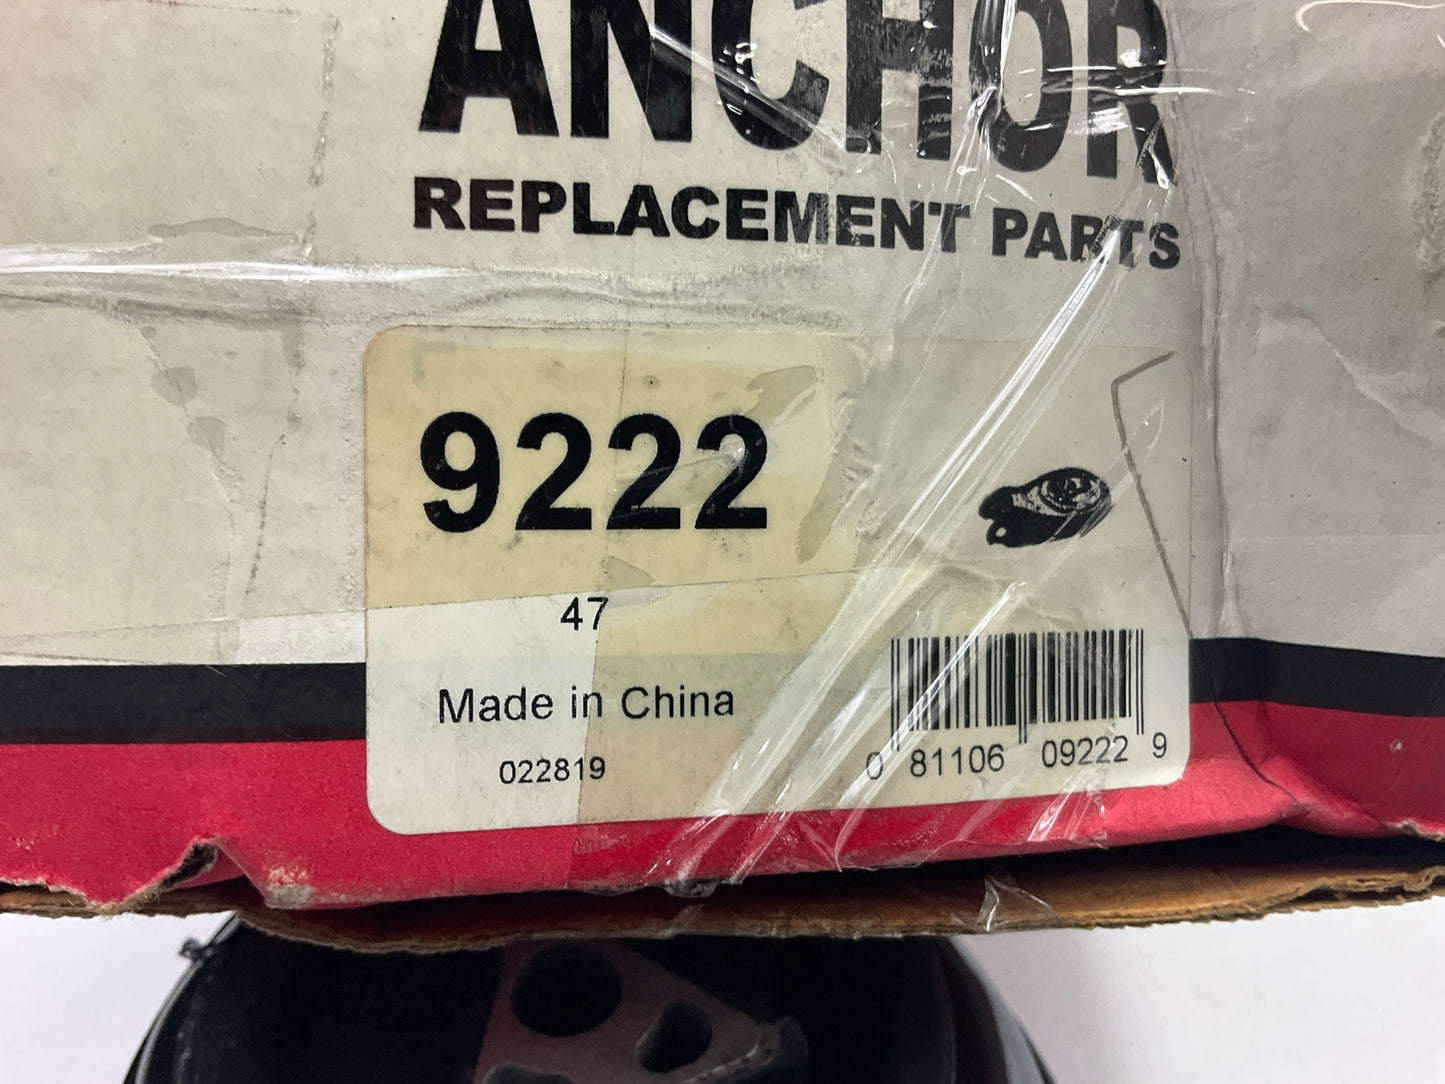 ANCHOR
REPLACEMENT PARTS
9222
47
Made in China
022819
0 81106 09222 9